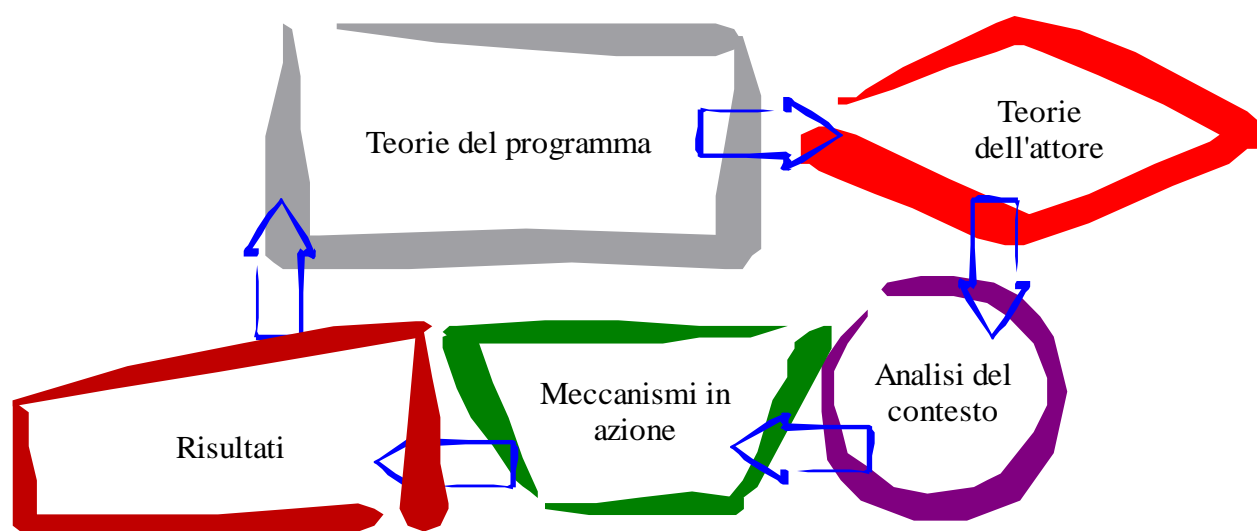 Teorie del programma
Teorie
dell'attore
Analisi del
contesto
Meccanismi in
azione
Risultati